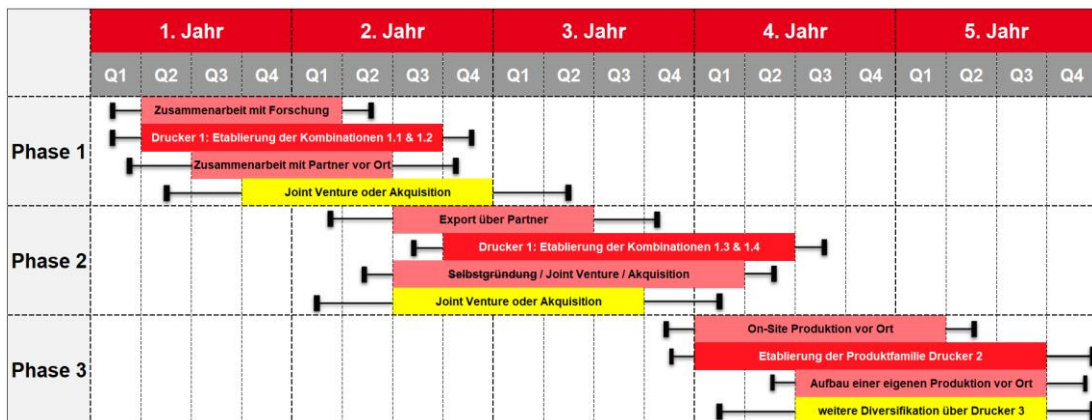 1. Jahr 2. Jahr 3. Jahr 4. Jahr 5. Jahr
Q1 Q2 Q3 Q4 Q1 Q2 Q3 Q4 Q1 Q2 Q3 Q4 Q1 Q2 Q3 Q4 Q1 Q2 Q3 Q4
Phase 1
Zusammenarbeit mit Forschung
Drucker 1: Etablierung der Kombinationen 1.1 & 1.2
Zusammenarbeit mit Partner vor Ort
Joint Venture oder Akquisition
Phase 2
Export über Partner
Drucker 1: Etablierung der Kombinationen 1.3 & 1.4
Selbstgründung / Joint Venture / Akquisition
Joint Venture oder Akquisition
Phase 3
On-Site Produktion vor Ort
Etablierung der Produktfamilie Drucker 2
Aufbau einer eigenen Produktion vor Ort
weitere Diversifikation über Drucker 3